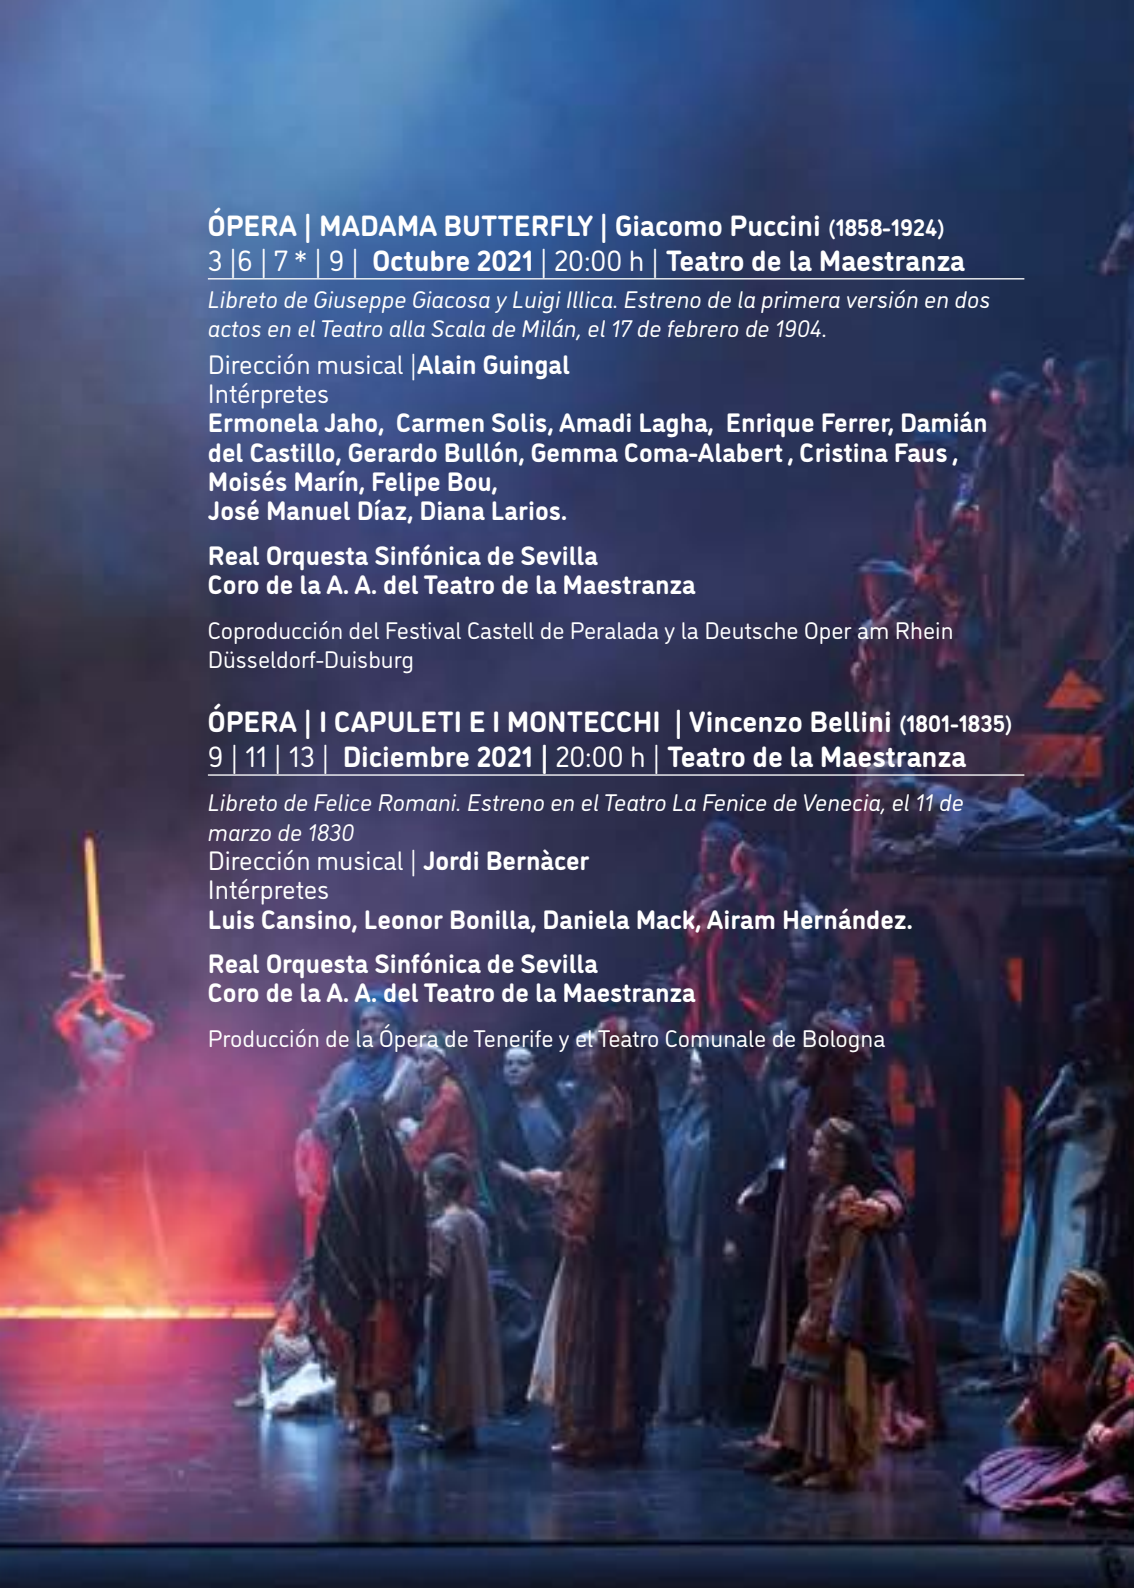 ÓPERA | MADAMA BUTTERFLY | Giacomo Puccini (1858-1924)
3 |6 | 7 * | 9 | Octubre 2021 | 20:00 h | Teatro de la Maestranza
Libreto de Giuseppe Giacosa y Luigi Illica. Estreno de la primera versión en dos
actos en el Teatro alla Scala de Milán, el 17 de febrero de 1904.
Dirección musical |Alain Guingal
Intérpretes
Ermonela Jaho, Carmen Solis, Amadi Lagha, Enrique Ferrer, Damián
del Castillo, Gerardo Bullón, Gemma Coma-Alabert , Cristina Faus ,
Moisés Marín, Felipe Bou,
José Manuel Díaz, Diana Larios.
Real Orquesta Sinfónica de Sevilla
Coro de la A. A. del Teatro de la Maestranza
Coproducción del Festival Castell de Peralada y la Deutsche Oper am Rhein
Düsseldorf-Duisburg
ÓPERA | I CAPULETI E I MONTECCHI | Vincenzo Bellini (1801-1835)
9 | 11 | 13 | Diciembre 2021 | 20:00 h | Teatro de la Maestranza
Libreto de Felice Romani. Estreno en el Teatro La Fenice de Venecia, el 11 de
marzo de 1830
Dirección musical | Jordi Bernàcer
Intérpretes
Luis Cansino, Leonor Bonilla, Daniela Mack, Airam Hernández.
Real Orquesta Sinfónica de Sevilla
Coro de la A. A. del Teatro de la Maestranza
Producción de la Ópera de Tenerife y el Teatro Comunale de Bologna